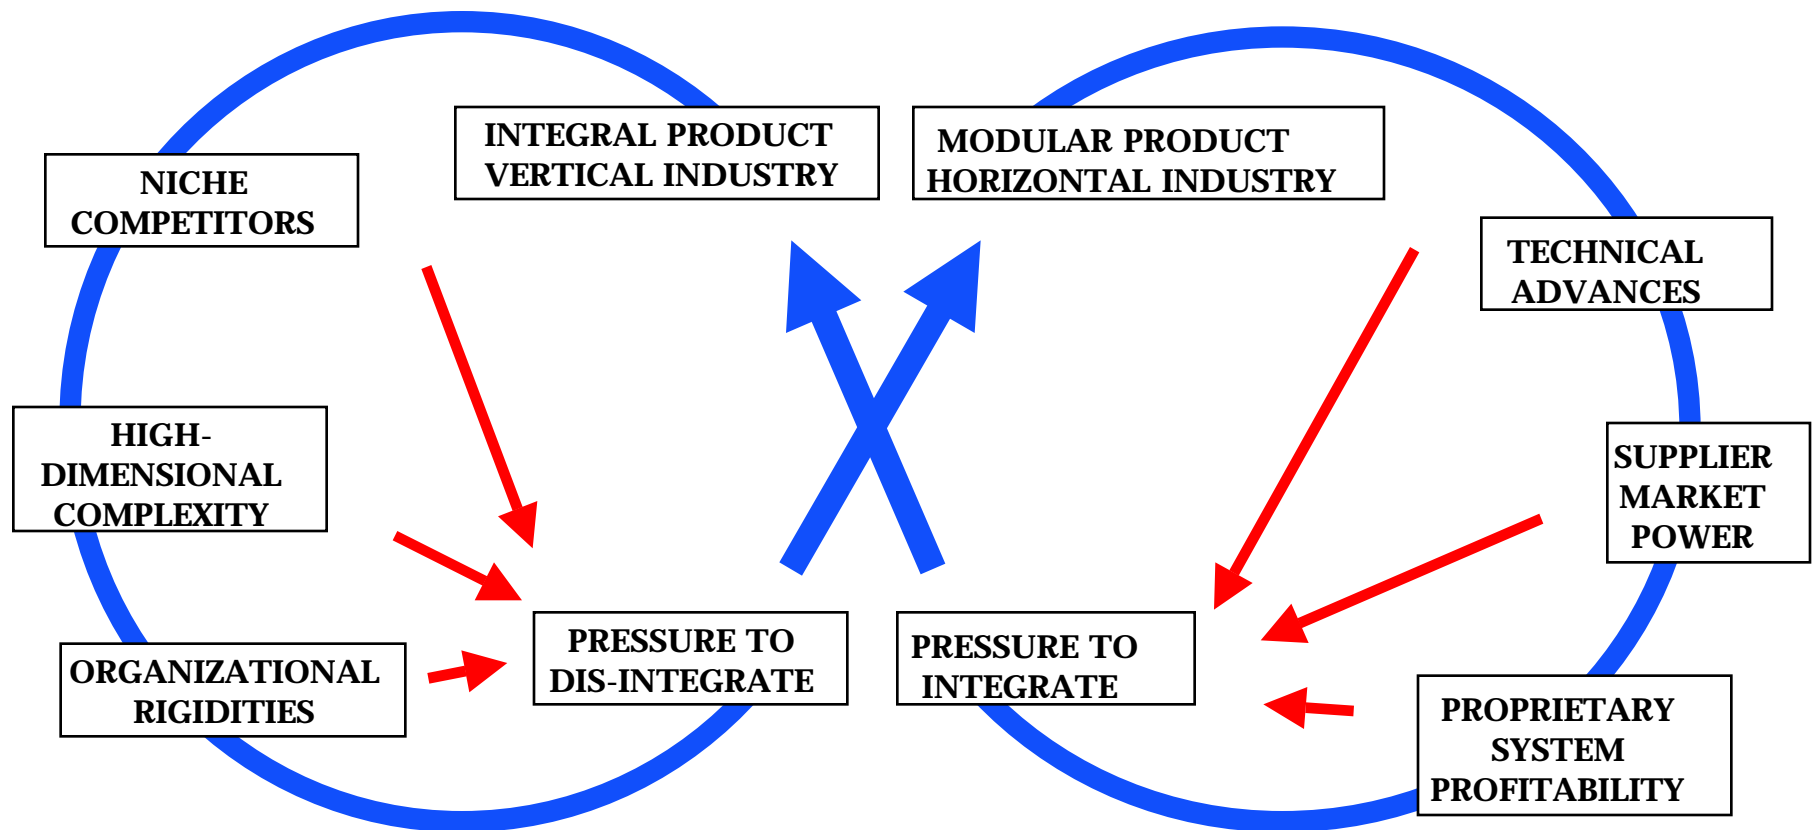 INTEGRAL PRODUCT
VERTICAL INDUSTRY
MODULAR PRODUCT
HORIZONTAL INDUSTRY
NICHE
COMPETITORS
TECHNICAL
ADVANCES
HIGH-
DIMENSIONAL
COMPLEXITY
SUPPLIER
MARKET
POWER
ORGANIZATIONAL
RIGIDITIES
PRESSURE TO
DIS-INTEGRATE
PRESSURE TO
INTEGRATE
PROPRIETARY
SYSTEM
PROFITABILITY